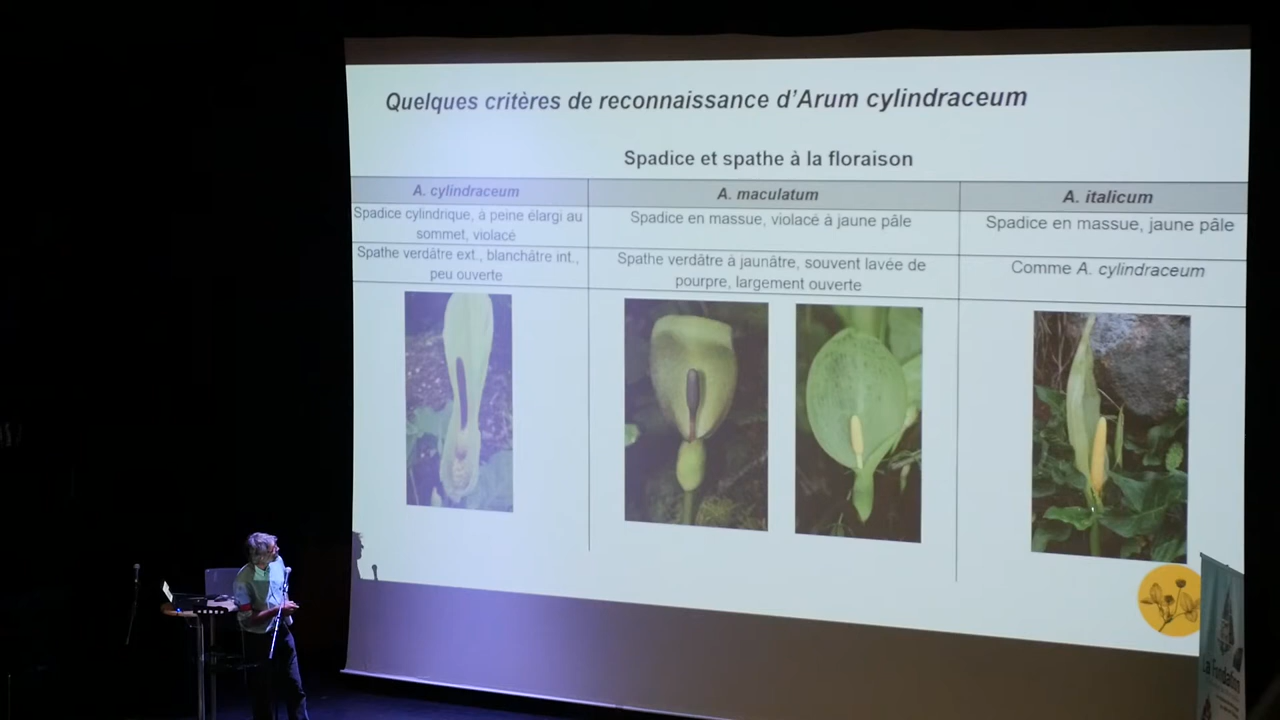 Quelques critères de reconnaissance d'Arum cylindraceum
Spadice et spathe à la floraison
A. cylindraceum
A. maculatum
A. italicum
Spadice cylindrique, à peine élargi au
sommet, violacé
Spadice en massue, violacé à jaune pâle
Spadice en massue, jaune pâle
Spathe verdâtre ext., blanchâtre int.,
peu ouverte
Spathe verdâtre à jaunâtre, souvent lavée de
pourpre, largement ouverte
Comme A. cylindraceum
La Fondation